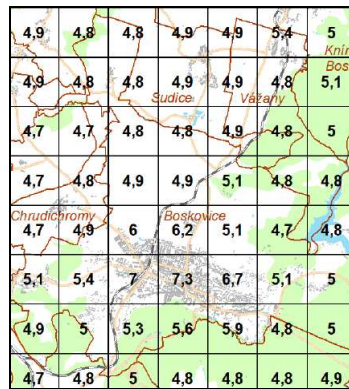 4,9 4,8 4,8 4,9 4,9 5,4 5
Kní
Bos
4,9 4,8 4,8 4,9 4,9 4,8 5,1
Sudice Vážany
4,7 4,7 4,8 4,8 4,9 4,8 5
4,7 4,8 4,9 4,9 5,1 4,8 4,8
Chrudichromy Boskovice
4,7 4,9 6 6,2 5,1 4,7 4,8
5,1 5,4 7 7,3 6,7 5,1 5
4,9 5 5,3 5,6 5,9 4,8 5
4,7 4,8 5 4,8 4,8 4,8 4,9